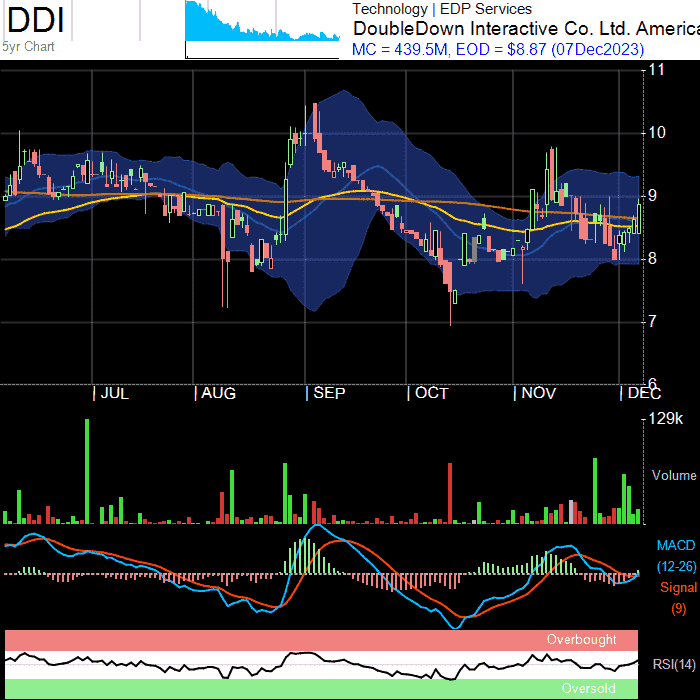 DDI
5yr Chart
Technology | EDP Services
DoubleDown Interactive Co. Ltd. America
MC = 439.5M, EOD = $8.87 (07Dec2023)
11
10
9
8
7
6
JUL
AUG
SEP
OCT
NOV
DEC
129k
Volume
MACD
(12-26)
Signal
(9)
Overbought
RSI(14)
Oversold